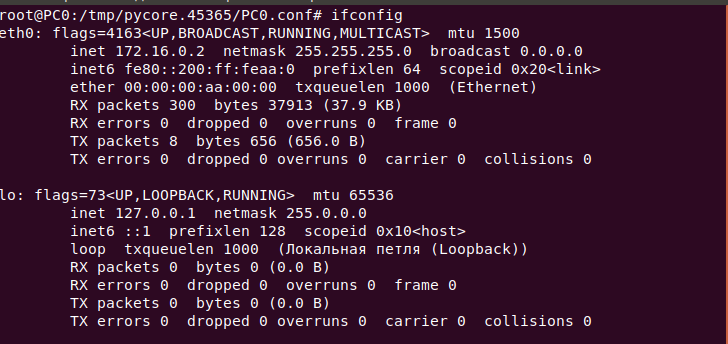 root@PC0:/tmp/pycore.45365/PC0.conf# ifconfig
eth0: flags=4163<UP,BROADCAST,RUNNING,MULTICAST>  mtu 1500
        inet 172.16.0.2  netmask 255.255.255.0  broadcast 0.0.0.0
        inet6 fe80::200:ff:feaa:0  prefixlen 64  scopeid 0x20<link>
        ether 00:00:00:aa:00:00  txqueuelen 1000  (Ethernet)
        RX packets 300  bytes 37913 (37.9 KB)
        RX errors 0  dropped 0  overruns 0  frame 0
        TX packets 8  bytes 656 (656.0 B)
        TX errors 0  dropped 0 overruns 0  carrier 0  collisions 0

lo: flags=73<UP,LOOPBACK,RUNNING>  mtu 65536
        inet 127.0.0.1  netmask 255.0.0.0
        inet6 ::1  prefixlen 128  scopeid 0x10<host>
        loop  txqueuelen 1000  (Локальная петля (Loopback))
        RX packets 0  bytes 0 (0.0 B)
        RX errors 0  dropped 0  overruns 0  frame 0
        TX packets 0  bytes 0 (0.0 B)
        TX errors 0  dropped 0 overruns 0  carrier 0  collisions 0